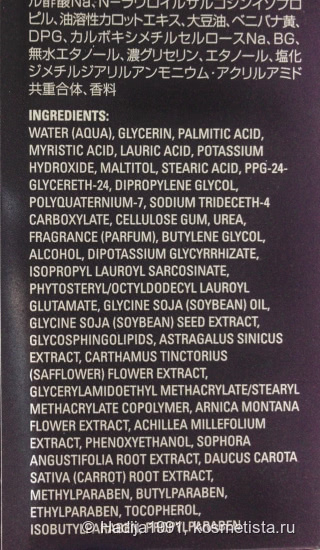 ル酢酸Na、N-ラウロイルサルコシンイソプロ
ピル、油溶性カロットエキス、大豆油、ベニバナ黄、
DPG、カルボキシメチルセルロースNa、BG、
無水エタノール、濃グリセリン、エタノール、塩化
ジメチルジアリルアンモニウム・アクリルアミド
共重合体、香料
INGREDIENTS:
WATER (AQUA), GLYCERIN, PALMITIC ACID,
MYRISTIC ACID, LAURIC ACID, POTASSIUM
HYDROXIDE, MALTITOL, STEARIC ACID, PPG-24-
GLYCERETH-24, DIPROPYLENE GLYCOL,
POLYQUATERNIUM-7, SODIUM TRIDECETH-4
CARBOXYLATE, CELLULOSE GUM, UREA,
FRAGRANCE (PARFUM), BUTYLENE GLYCOL,
ALCOHOL, DIPOTASSIUM GLYCYRRHIZATE,
ISOPROPYL LAUROYL SARCOSINATE,
PHYTOSTERYL/OCTYLDODECYL LAUROYL
GLUTAMATE, GLYCINE SOJA (SOYBEAN) OIL,
GLYCINE SOJA (SOYBEAN) SEED EXTRACT,
GLYCOSPHINGOLIPIDS, ASTRAGALUS SINICUS
EXTRACT, CARTHAMUS TINCTORIUS
(SAFFLOWER) FLOWER EXTRACT,
GLYCERYLAMIDOETHYL METHACRYLATE/STEARYL
METHACRYLATE COPOLYMER, ARNICA MONTANA
FLOWER EXTRACT, ACHILLEA MILLEFOLIUM
EXTRACT, PHENOXYETHANOL, SOPHORA
ANGUSTIFOLIA ROOT EXTRACT, DAUCUS CAROTA
SATIVA (CARROT) ROOT EXTRACT,
METHYLPARABEN, BUTYLPARABEN,
ETHYLPARABEN, TOCOPHEROL,
ISOBUTYLPARABEN, PROPYLPARABEN
© Hadija1991, kosmetista.ru